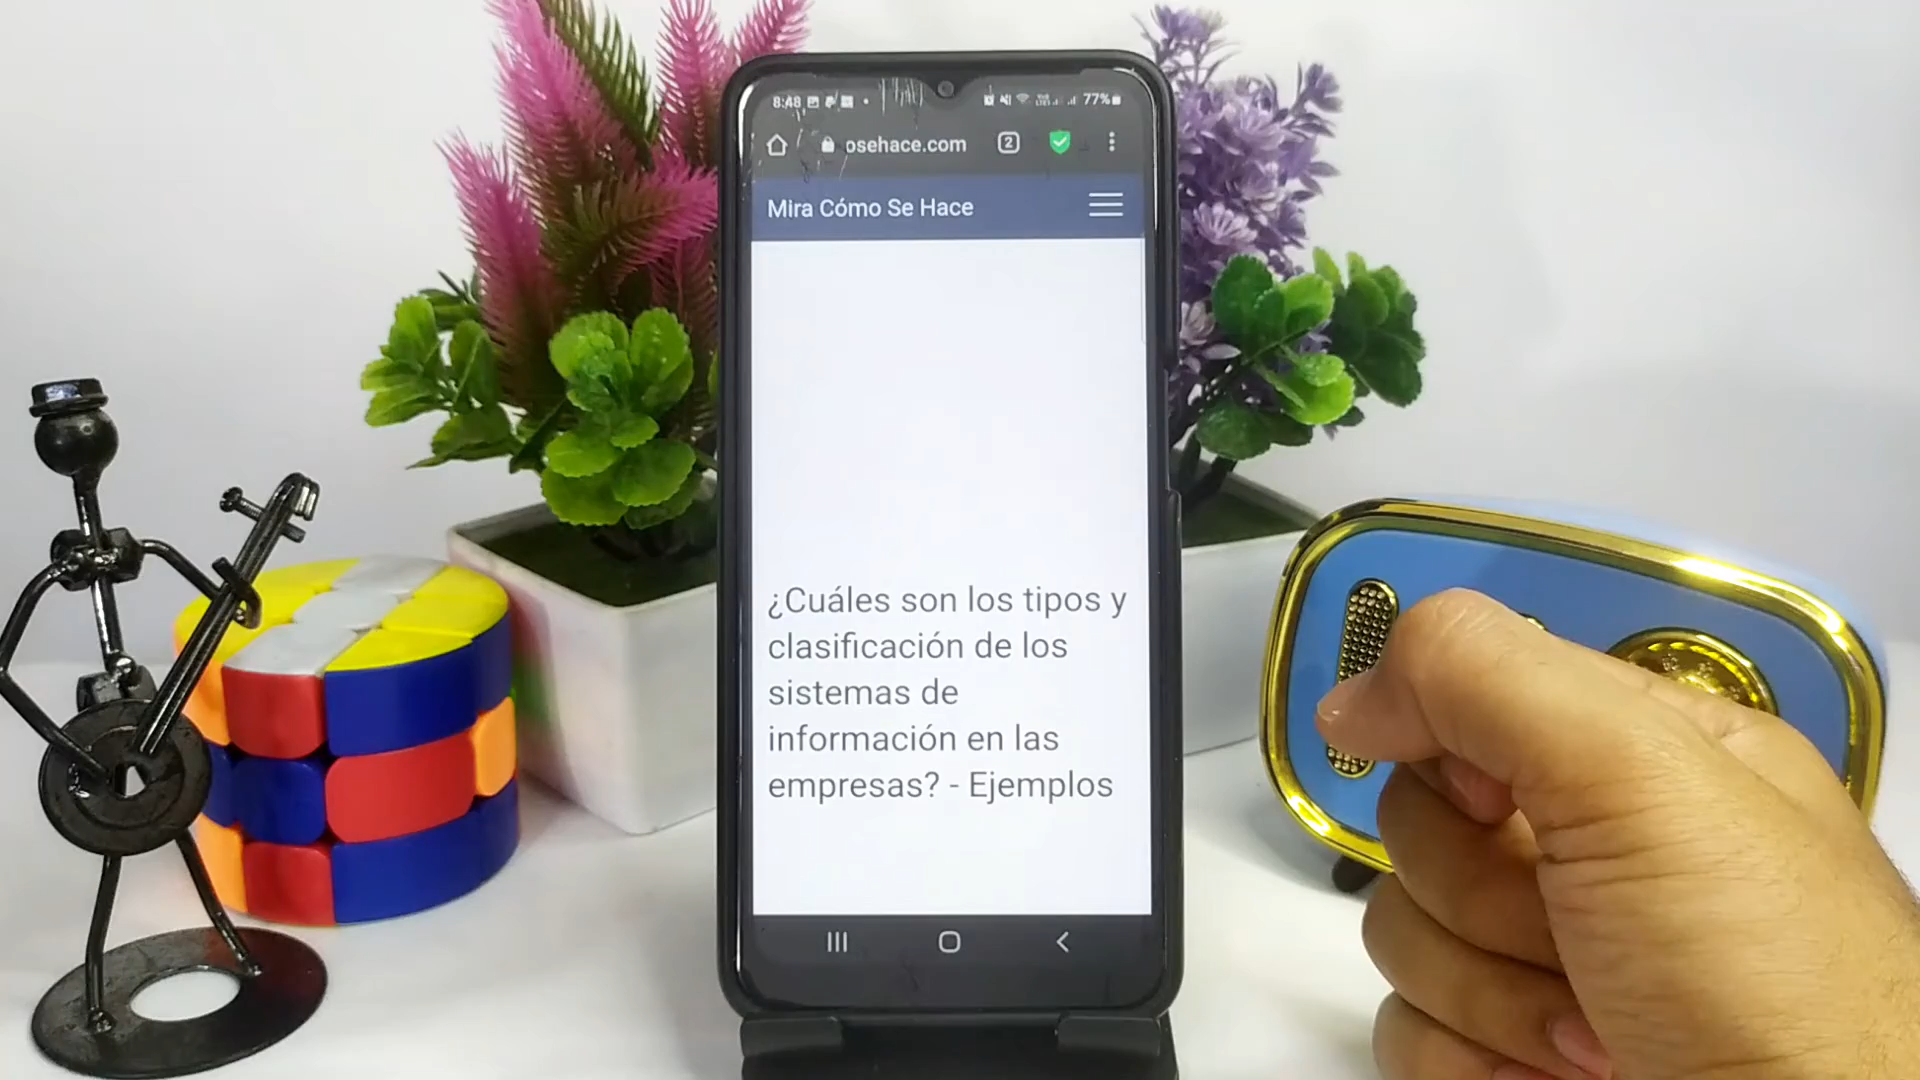 8:48 77%
osehace.com 2
Mira Cómo Se Hace
¿Cuáles son los tipos y
clasificación de los
sistemas de
información en las
empresas? - Ejemplos